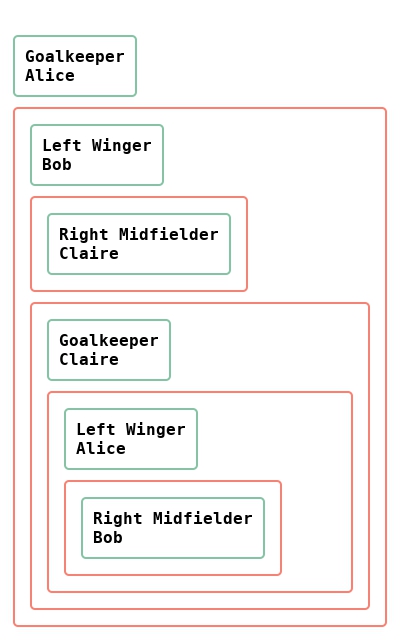 Goalkeeper
Alice
Left Winger
Bob
Right Midfielder
Claire
Goalkeeper
Claire
Left Winger
Alice
Right Midfielder
Bob